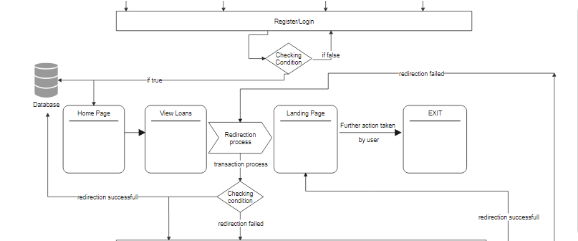 Register/Login
Checking
Condition
if false
if true
redirection failed
Database
Home Page
View Loans
Redirection
process
Landing Page
Further action taken
by user
EXIT
transaction process
Checking
condition
redirection successfull
redirection failed
redirection successfull